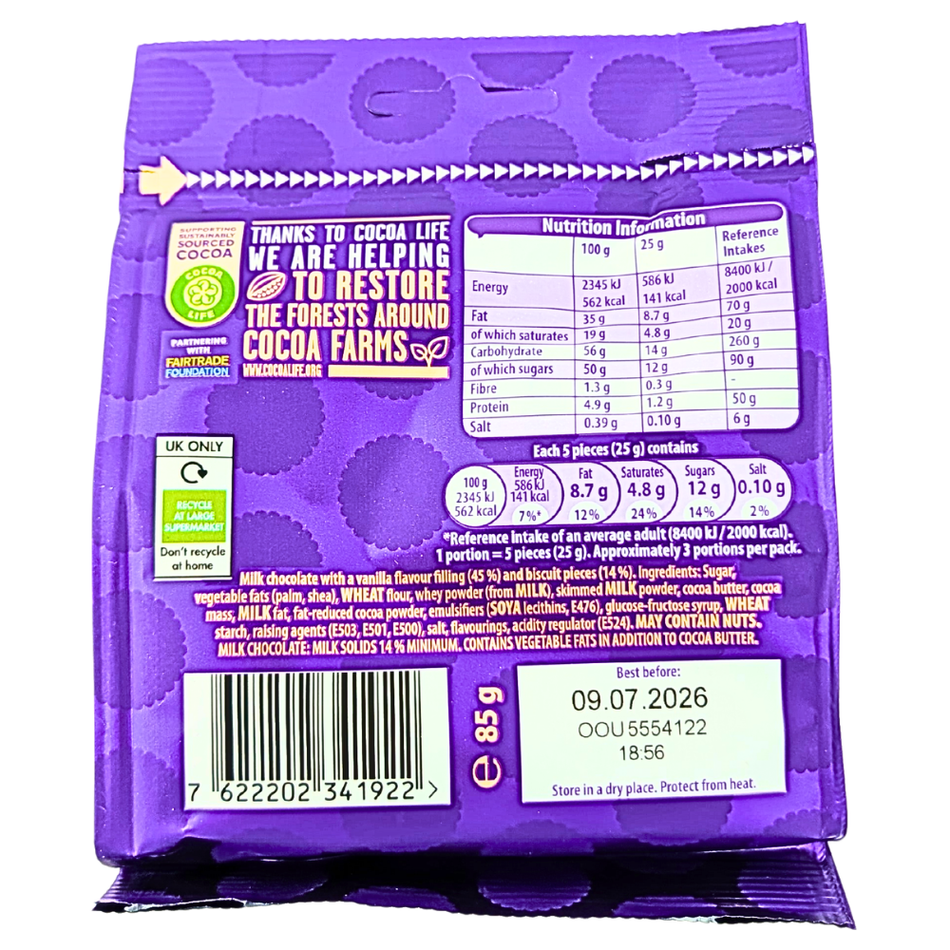 SUPPORTING
SUSTAINABLY
SOURCED
COCOA
COCOA
LIFE
PARTNERING
WITH
FAIRTRADE
FOUNDATION
THANKS TO COCOA LIFE
WE ARE HELPING
TO RESTORE
THE FORESTS AROUND
COCOA FARMS
WWW.COCOALIFE.ORG
Nutrition Information
100 g 25 g Reference Intakes
Energy 2345 kJ 586 kJ 8400 kJ /
562 kcal 141 kcal 2000 kcal
Fat 35 g 8.7 g 70 g
of which saturates 19 g 4.8 g 20 g
Carbohydrate 56 g 14 g 260 g
of which sugars 50 g 12 g 90 g
Fibre 1.3 g 0.3 g -
Protein 4.9 g 1.2 g 50 g
Salt 0.39 g 0.10 g 6 g
UK ONLY
RECYCLE
AT LARGE
SUPERMARKET
Don't recycle
at home
Each 5 pieces (25 g) contains
100 g
2345 kJ
562 kcal
Energy
586 kJ
141 kcal
7%*
Fat
8.7 g
12%
Saturates
4.8 g
24%
Sugars
12 g
14%
Salt
0.10 g
2%
*Reference Intake of an average adult (8400 kJ / 2000 kcal).
1 portion = 5 pieces (25 g). Approximately 3 portions per pack.
Milk chocolate with a vanilla flavour filling (45 %) and biscuit pieces (14 %). Ingredients: Sugar,
vegetable fats (palm, shea), WHEAT flour, whey powder (from MILK), skimmed MILK powder, cocoa butter, cocoa
mass, MILK fat, fat-reduced cocoa powder, emulsifiers (SOYA lecithins, E476), glucose-fructose syrup, WHEAT
starch, raising agents (E503, E501, E500), salt, flavourings, acidity regulator (E524). MAY CONTAIN NUTS.
MILK CHOCOLATE: MILK SOLIDS 14 % MINIMUM. CONTAINS VEGETABLE FATS IN ADDITION TO COCOA BUTTER.
7 622202 341922 >
e 85 g
Best before:
09.07.2026
OOU5554122
18:56
Store in a dry place. Protect from heat.